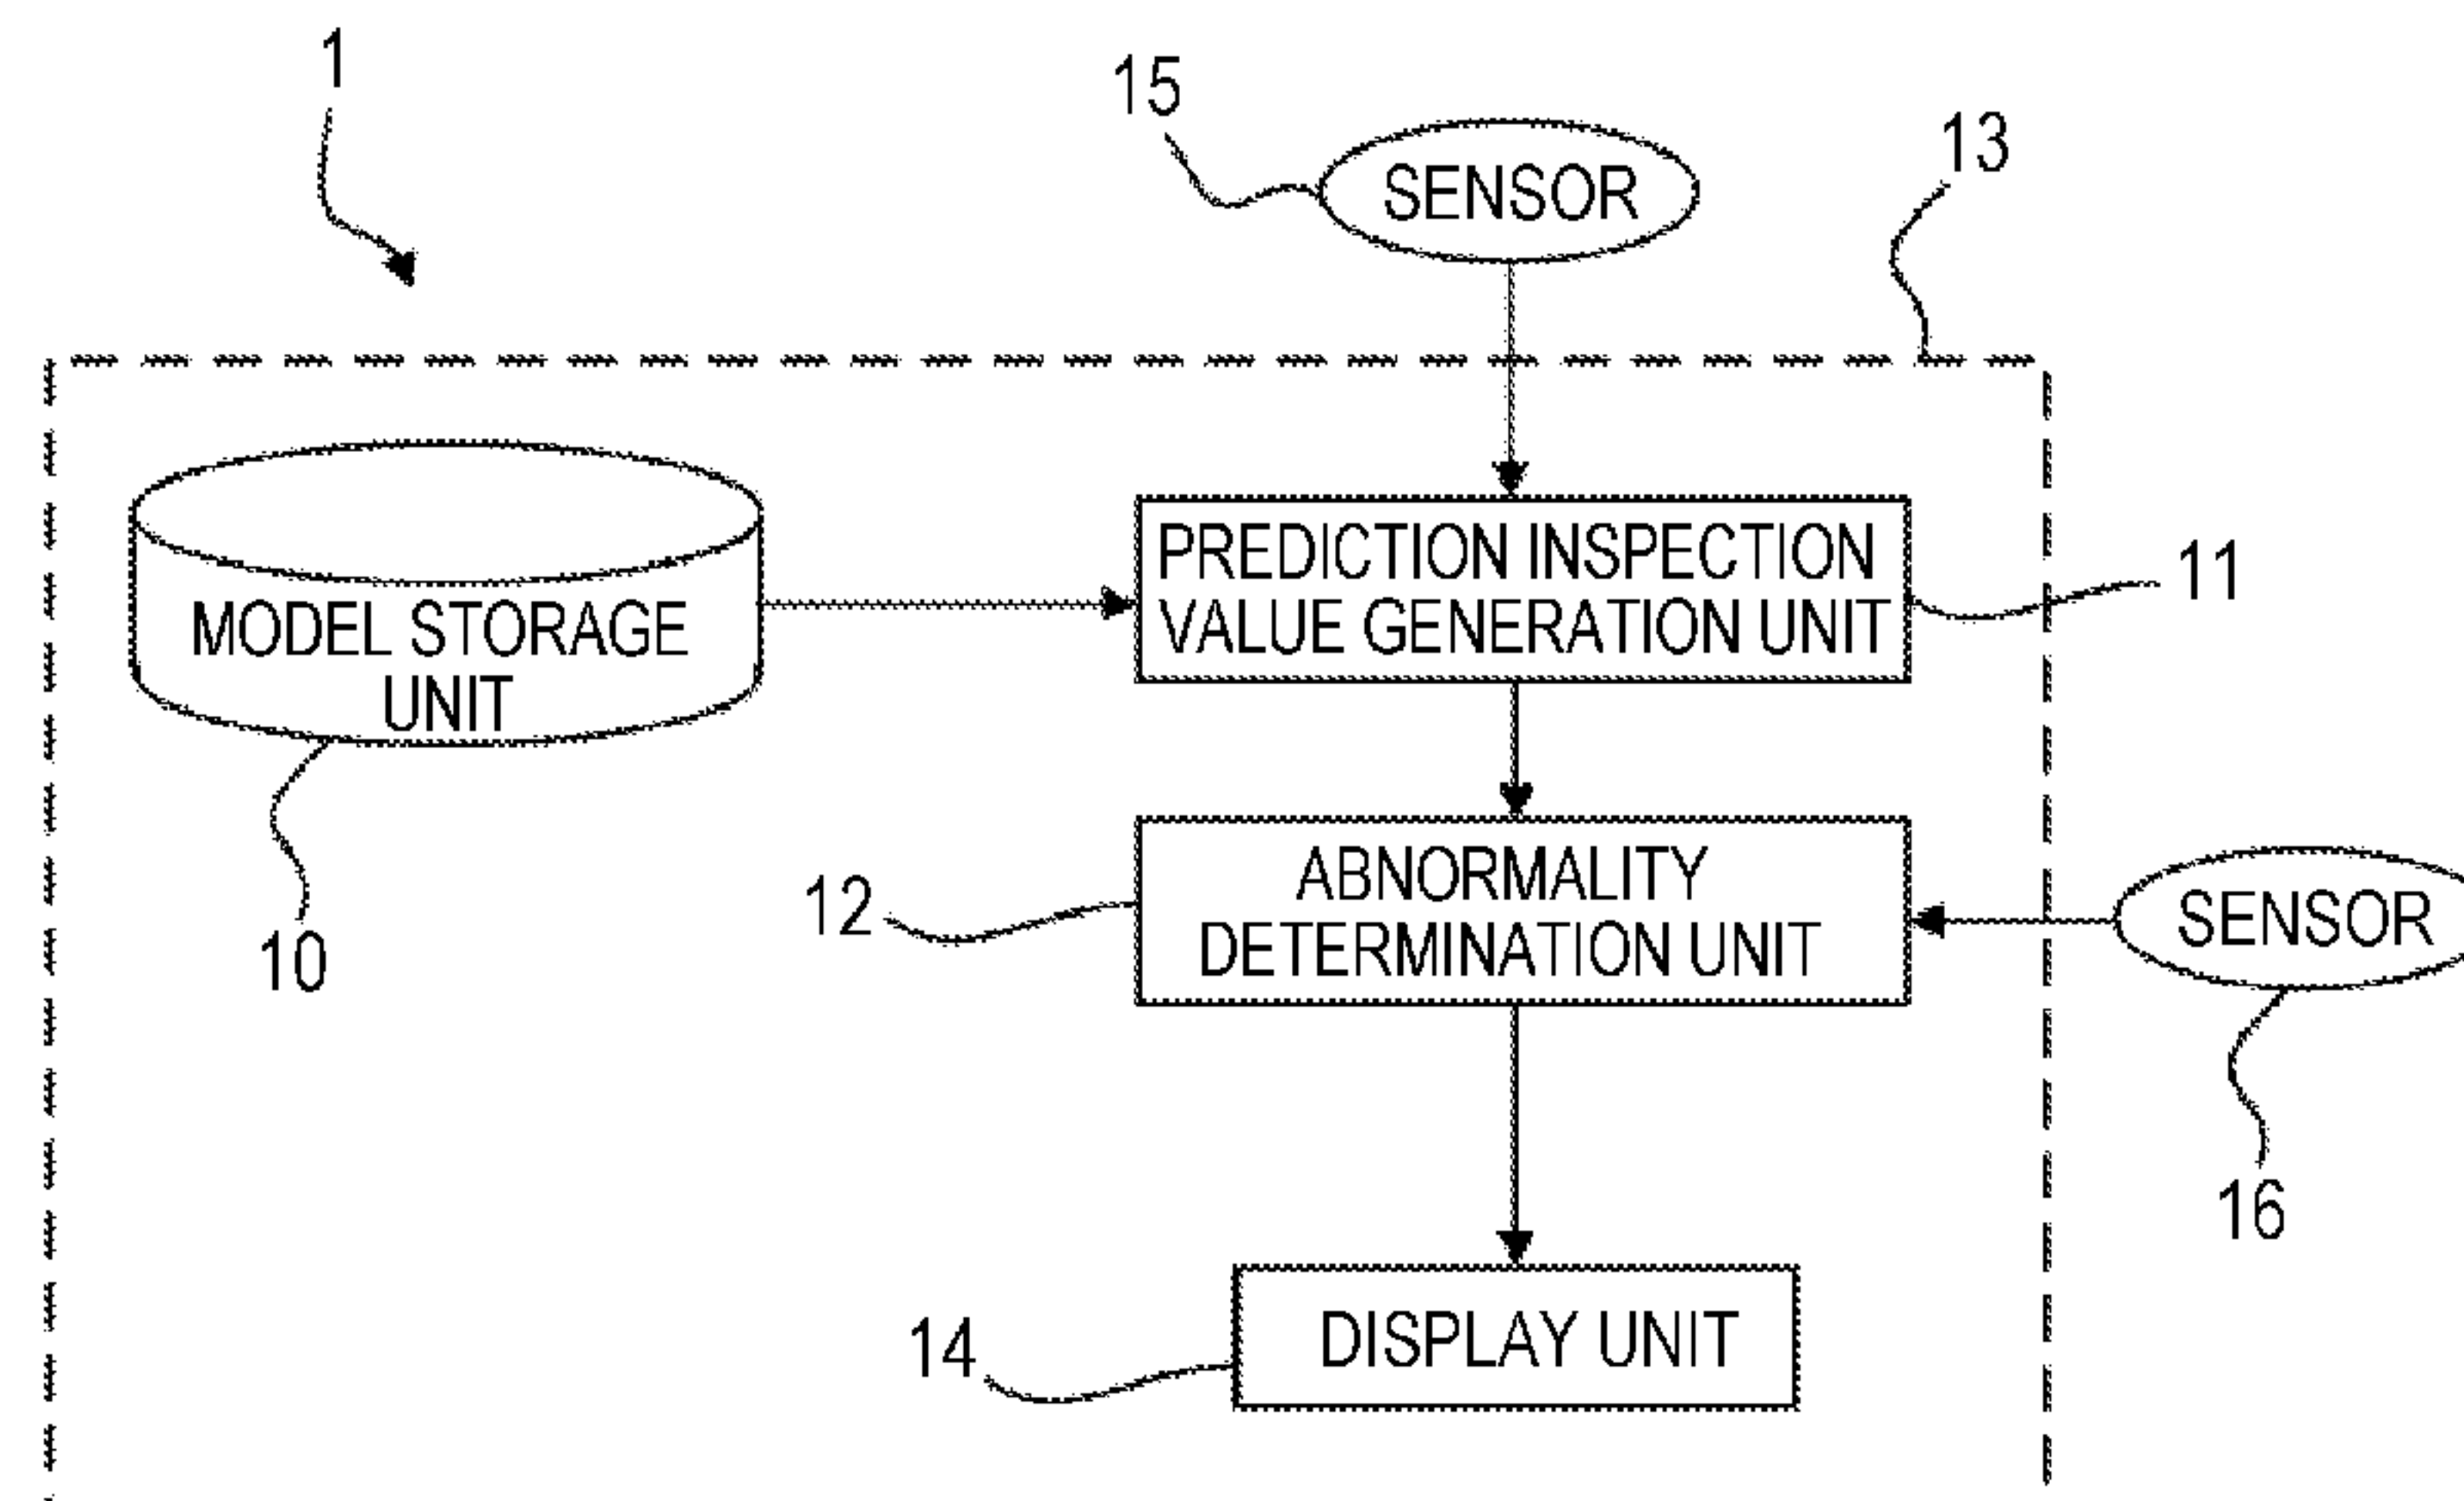 1
15
SENSOR
13
PREDICTION INSPECTION
VALUE GENERATION UNIT
11
MODEL STORAGE
UNIT
10
12
ABNORMALITY
DETERMINATION UNIT
SENSOR
16
14
DISPLAY UNIT